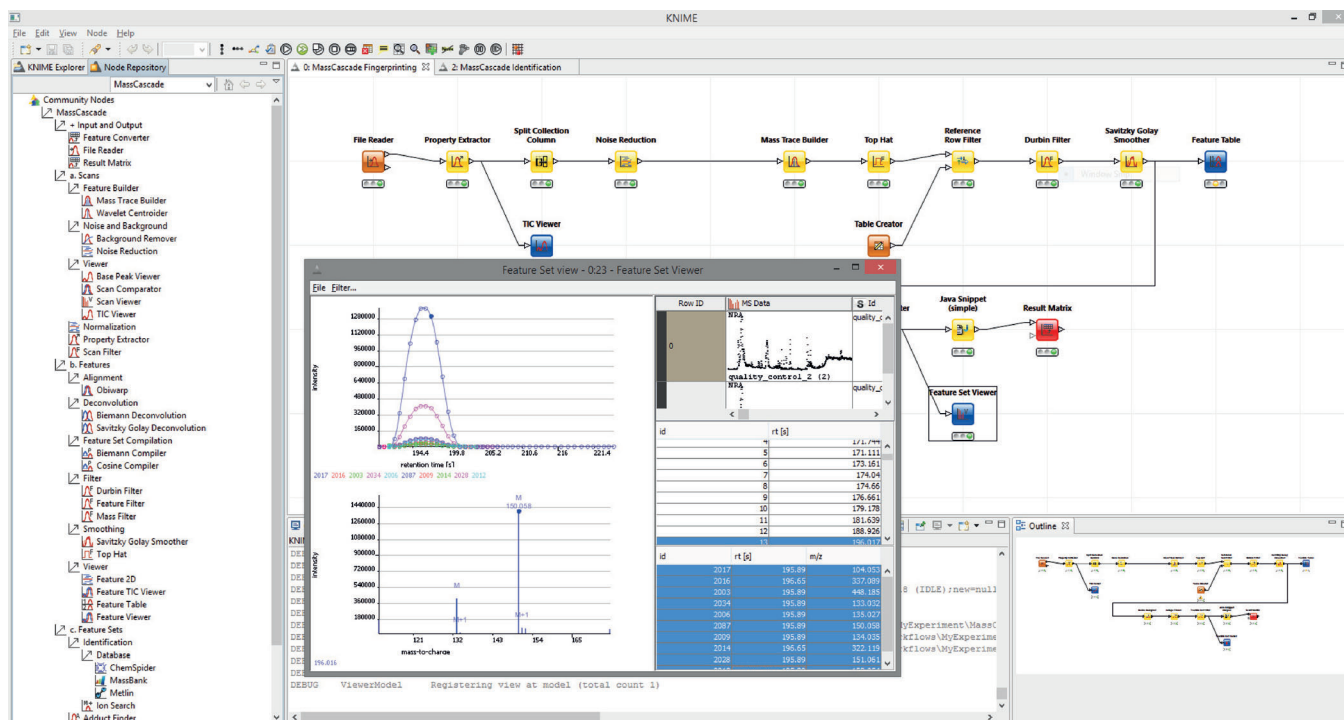 KNIME
File Edit View Node Help
KNIME Explorer Node Repository
MassCascade
Community Nodes
MassCascade
+ Input and Output
Feature Converter
File Reader
Result Matrix
a. Scans
Feature Builder
Mass Trace Builder
Wavelet Centroider
Noise and Background
Background Remover
Noise Reduction
Viewer
Base Peak Viewer
Scan Comparator
Scan Viewer
TIC Viewer
Normalization
Property Extractor
Scan Filter
b. Features
Alignment
Obiwarp
Deconvolution
Biemann Deconvolution
Savitzky Golay Deconvolution
Feature Set Compilation
Biemann Compiler
Cosine Compiler
Filter
Durbin Filter
Feature Filter
Mass Filter
Smoothing
Savitzky Golay Smoother
Top Hat
Viewer
Feature 2D
Feature TIC Viewer
Feature Table
Feature Viewer
c. Feature Sets
Identification
Database
ChemSpider
MassBank
Metlin
Ion Search
Adduct Finder
0: MassCascade Fingerprinting 2: MassCascade Identification
File Reader
Property Extractor
Split Collection
Column
Noise Reduction
Mass Trace Builder
Top Hat
Reference
Row Filter
Durbin Filter
Savitzky Golay
Smoother
Feature Table
TIC Viewer
Table Creator
Java Snippet
(simple)
Result Matrix
Feature Set Viewer
Feature Set view - 0:23 - Feature Set Viewer
File Filter...
intensity
1280000
1120000
960000
800000
640000
480000
320000
160000
194.4 199.8 205.2 210.6 216 221.4
retention time [s]
2017 2016 2003 2034 2006 2087 2009 2014 2028 2012
intensity
1440000
1260000
1080000
900000
720000
540000
360000
180000
M
150.058
M
M+1
M+1
121 132 143 154 165
mass-to-charge
196.016
Row ID MS Data S Id
0
NRA
quality_c
quality_control_2 (2)
NRA
quality_c
id rt [s]
4 171.744
5 171.111
6 173.161
7 174.04
8 174.66
9 176.661
10 179.178
11 181.639
12 188.926
13 196.017
id rt [s] m/z
2017 195.89 104.053
2016 196.65 337.089
2003 195.89 448.185
2034 195.89 133.032
2006 195.89 135.027
2087 195.89 150.058
2009 195.89 134.035
2014 196.65 322.119
2028 195.89 151.061
(IDLE);new=null
DEBUG ViewerModel Registering view at model (total count 1)
Outline